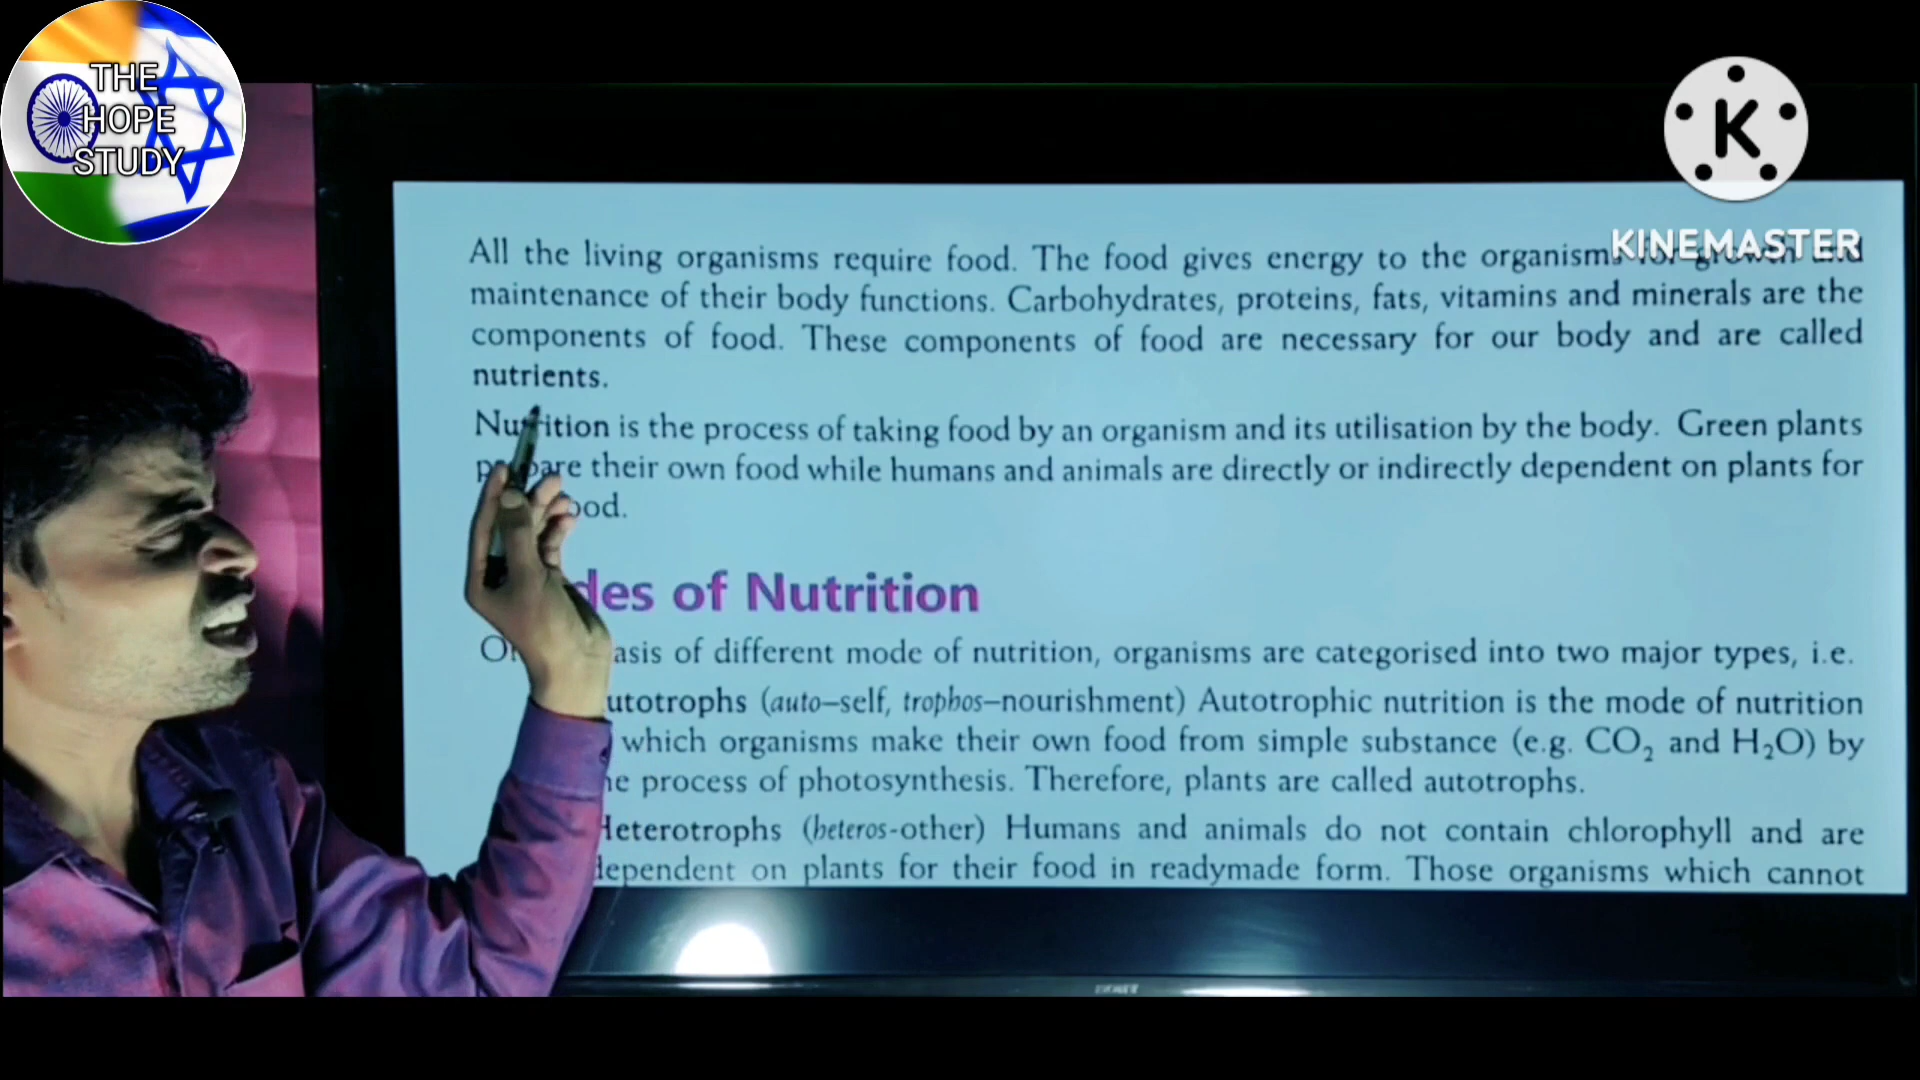 THE
HOPE
STUDY
K
KINEMASTER
All the living organisms require food. The food gives energy to the organisms for growth and
maintenance of their body functions. Carbohydrates, proteins, fats, vitamins and minerals are the
components of food. These components of food are necessary for our body and are called
nutrients.
Nutrition is the process of taking food by an organism and its utilisation by the body. Green plants
prepare their own food while humans and animals are directly or indirectly dependent on plants for
ood.
des of Nutrition
asis of different mode of nutrition, organisms are categorised into two major types, i.e.
utotrophs (auto–self, trophos–nourishment) Autotrophic nutrition is the mode of nutrition
which organisms make their own food from simple substance (e.g. CO₂ and H₂O) by
he process of photosynthesis. Therefore, plants are called autotrophs.
Heterotrophs (heteros-other) Humans and animals do not contain chlorophyll and are
dependent on plants for their food in readymade form. Those organisms which cannot